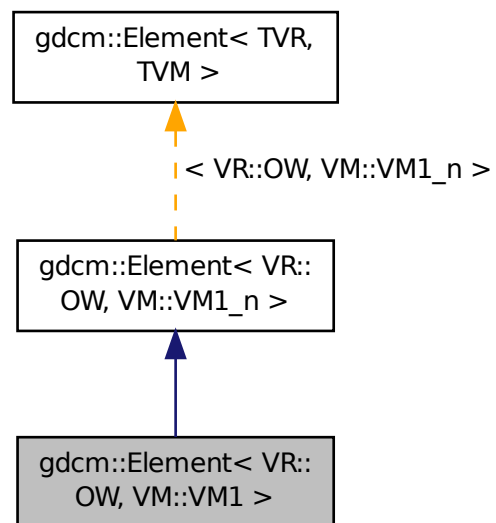 gdcm::Element< TVR,
TVM >
< VR::OW, VM::VM1_n >
gdcm::Element< VR::
OW, VM::VM1_n >
gdcm::Element< VR::
OW, VM::VM1 >